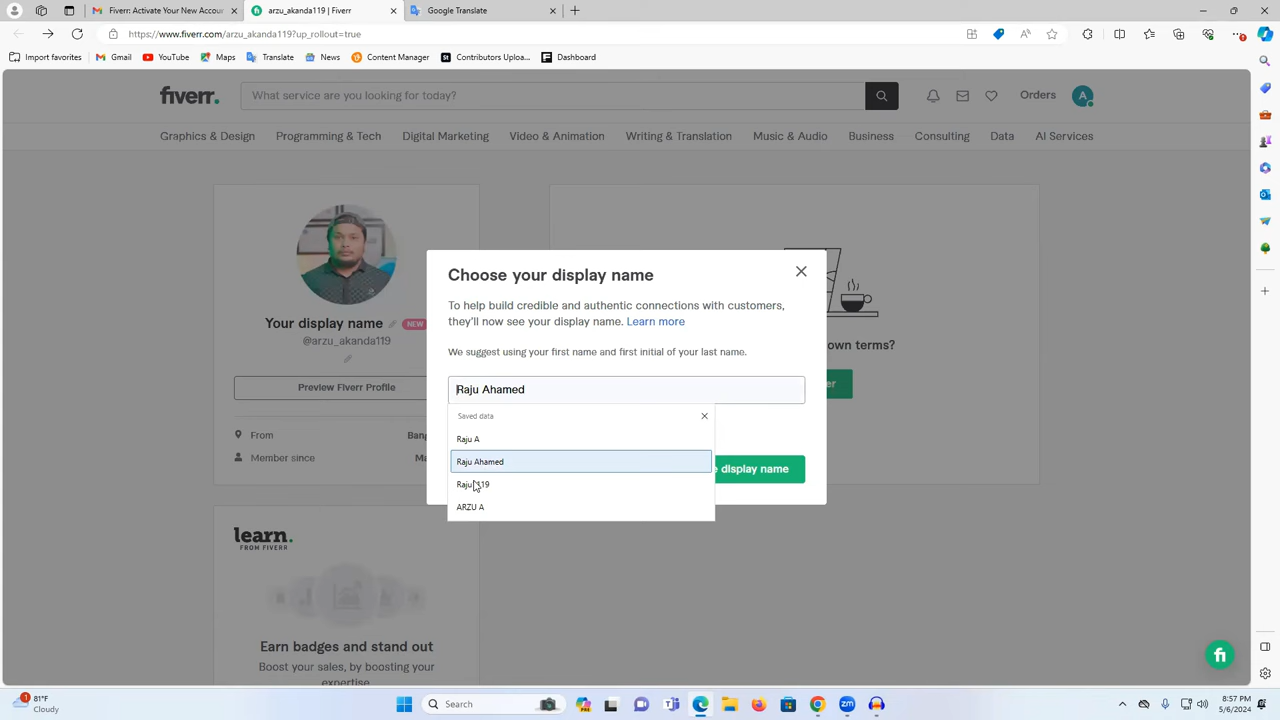 Fiverr: Activate Your New Accou
arzu_akanda119 | Fiverr
Google Translate
https://www.fiverr.com/arzu_akanda119?up_rollout=true
Import favorites
Gmail
YouTube
Maps
Translate
News
Content Manager
Contributors Uploa...
Dashboard
fiverr.
What service are you looking for today?
Orders
A
Graphics & Design
Programming & Tech
Digital Marketing
Video & Animation
Writing & Translation
Music & Audio
Business
Consulting
Data
AI Services
Your display name
NEW
@arzu_akanda119
Preview Fiverr Profile
From
Bang
Member since
Ma
Choose your display name
To help build credible and authentic connections with customers,
they'll now see your display name. Learn more
We suggest using your first name and first initial of your last name.
Raju Ahamed
Saved data
Raju A
Raju Ahamed
ARZU A
e display name
own terms?
er
learn.
FROM FIVERR
Earn badges and stand out
Boost your sales, by boosting your
expertise.
fi
81°F
Cloudy
Search
8:57 PM
5/6/2024